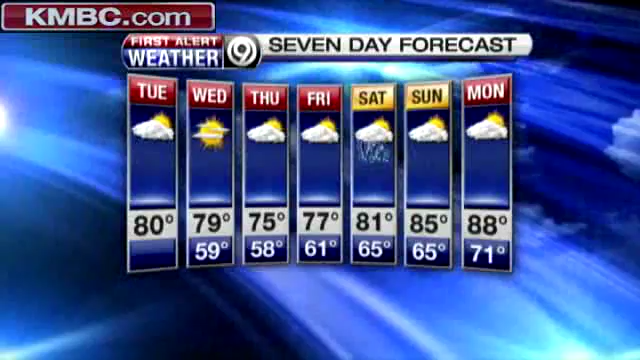 KMBC.com
FIRST ALERT
WEATHER 9
SEVEN DAY FORECAST
TUE WED THU FRI SAT SUN MON
80° 79° 75° 77° 81° 85° 88°
59° 58° 61° 65° 65° 71°